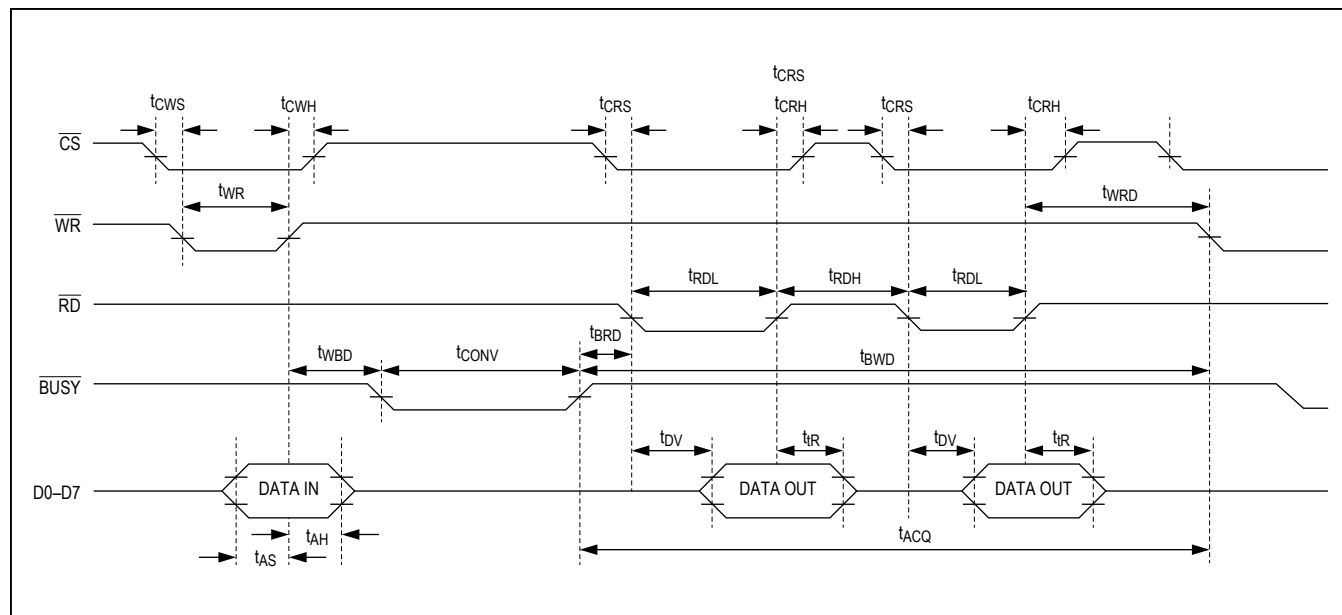 tCRS
tCWS tCWH tCRS tCRH tCRS tCRH
CS
tWR tWRD
WR
tRDL tRDH tRDL
RD
tBRD
tWBD tCONV tBWD
BUSY
tDV ttR tDV ttR
D0–D7 DATA IN DATA OUT DATA OUT
tAH tACQ
tAS